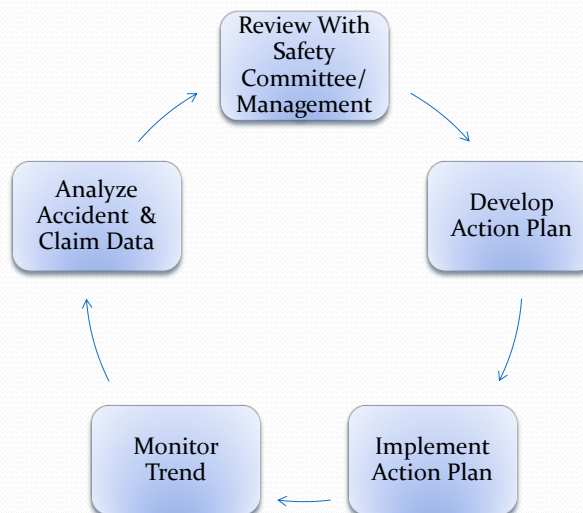 Review With
Safety
Committee/
Management
Develop
Action Plan
Implement
Action Plan
Monitor
Trend
Analyze
Accident &
Claim Data